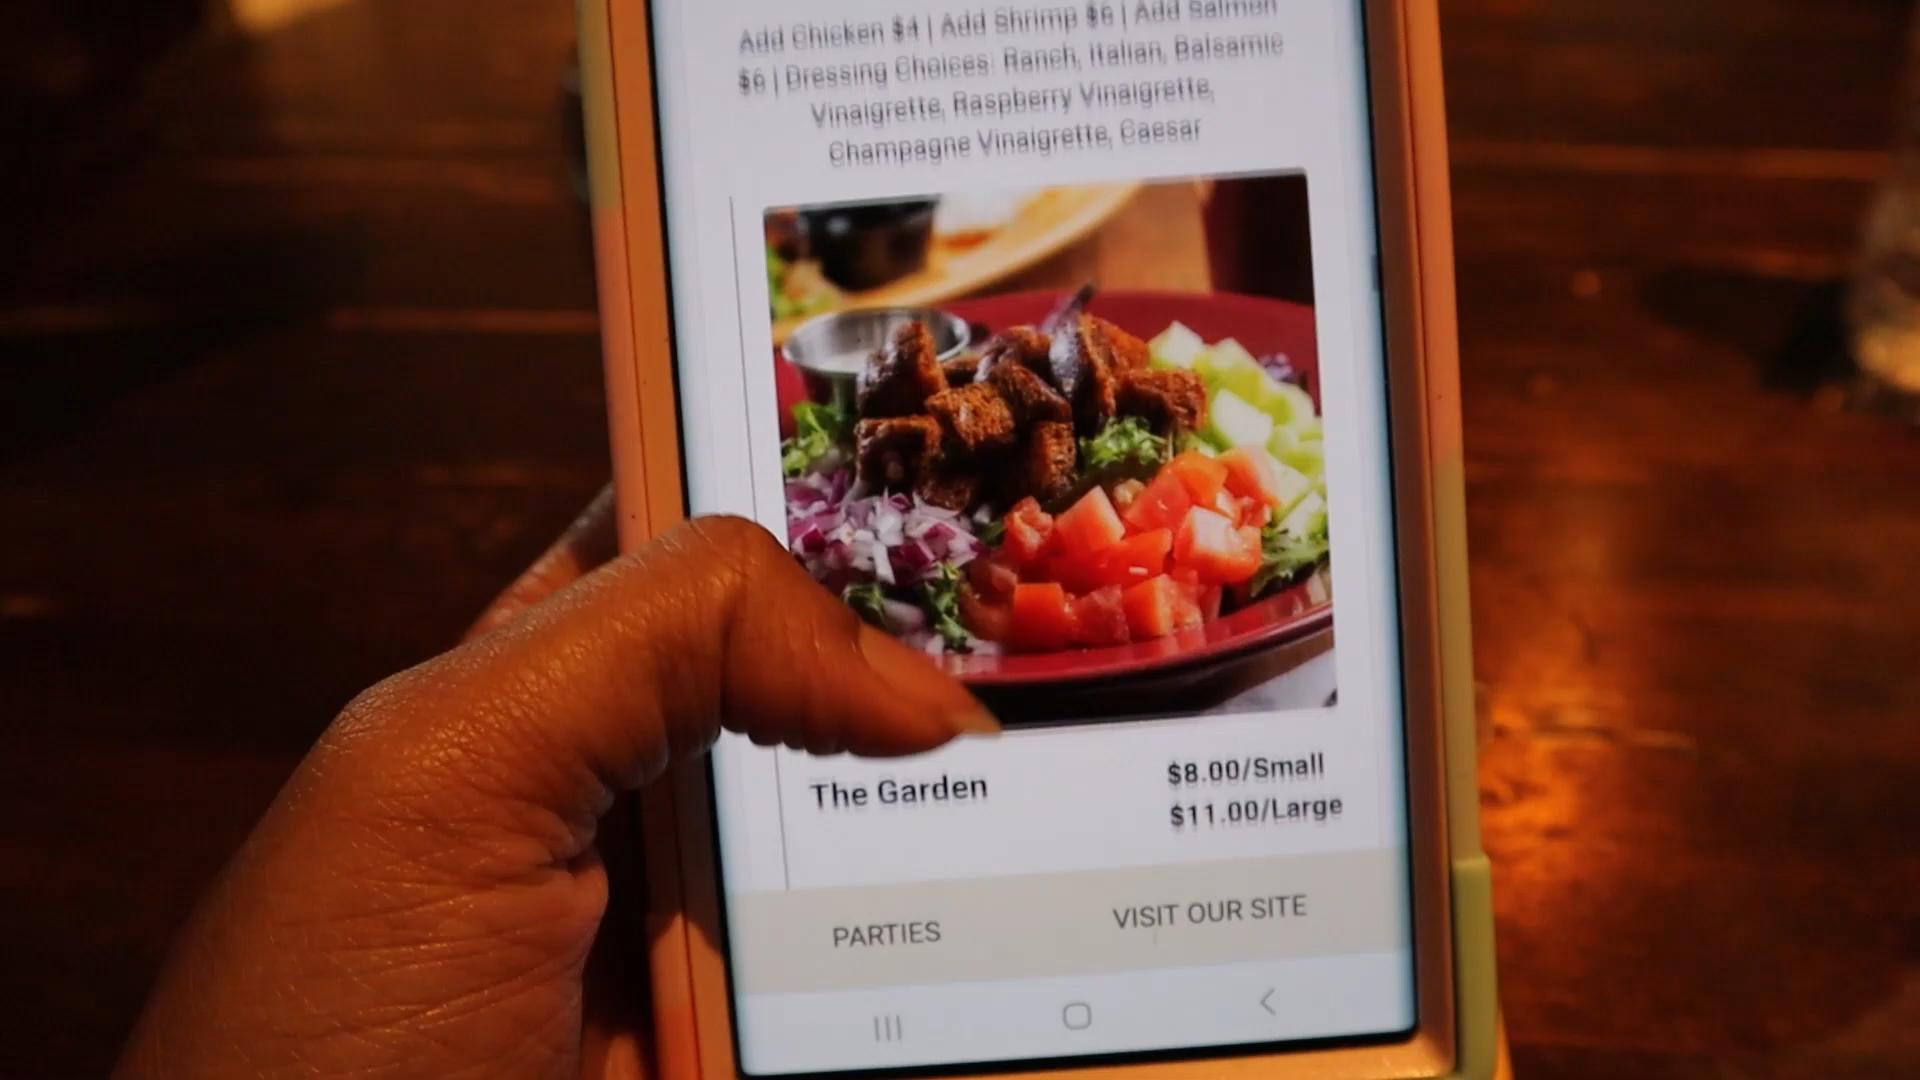 Add Chicken $4 | Add Shrimp $6 | Add Salmon
$6 | Dressing Choices: Ranch, Italian, Balsamic
Vinaigrette, Raspberry Vinaigrette,
Champagne Vinaigrette, Caesar
The Garden
$8.00/Small
$11.00/Large
PARTIES
VISIT OUR SITE